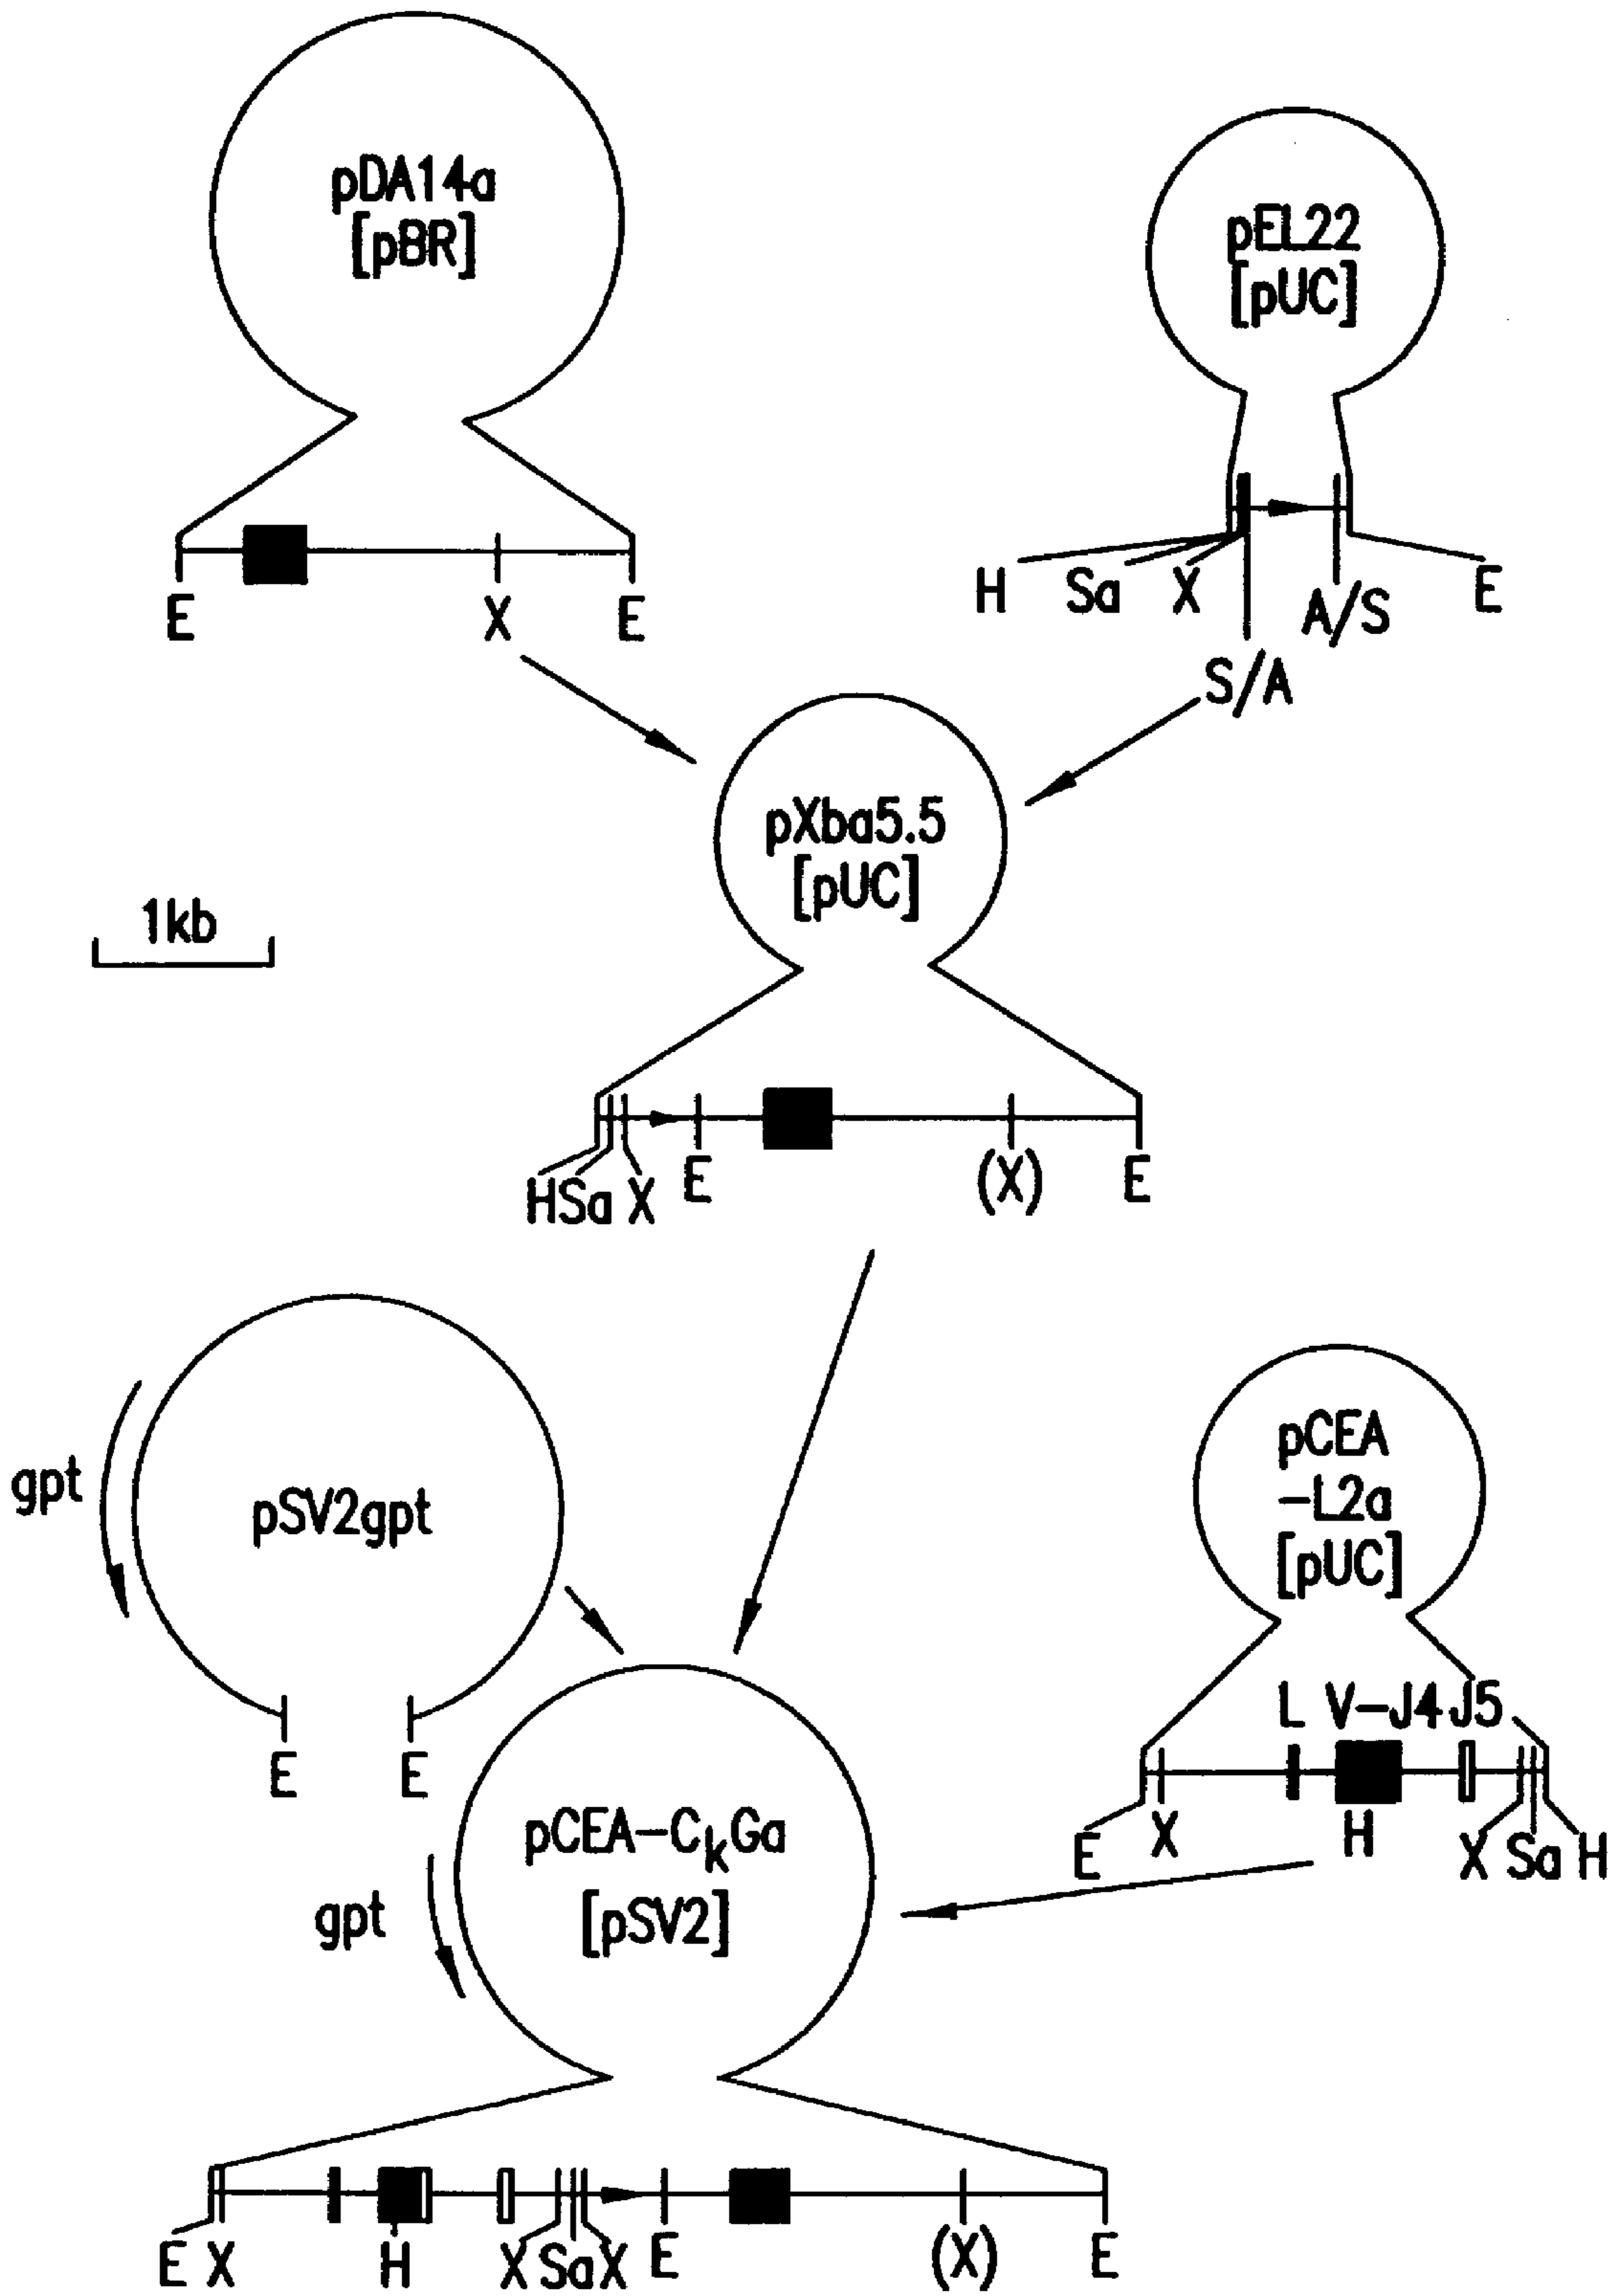 pDA14a
[pBR]
E X E
pEL22
[pUC]
H Sa X A/S E
S/A
pXba5.5
[pUC]
1kb
HSa X E (X) E
gpt
pSV2gpt
E E
pCEA
-L2a
[pUC]
L V-J4 J5
E X H X Sa H
pCEA-CkGa
[pSV2]
gpt
E X H X Sa X E (X) E